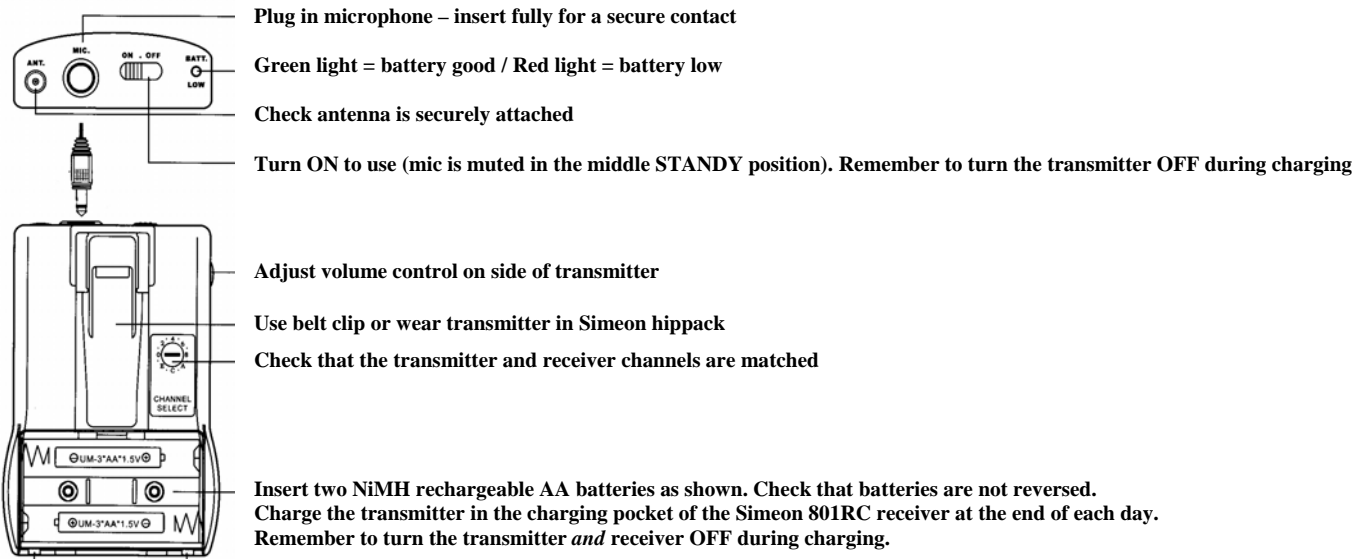 Plug in microphone – insert fully for a secure contact
MIC.
ON . OFF
BATT.
ANT.
LOW
Green light = battery good / Red light = battery low
Check antenna is securely attached
Turn ON to use (mic is muted in the middle STANDY position). Remember to turn the transmitter OFF during charging
Adjust volume control on side of transmitter
Use belt clip or wear transmitter in Simeon hippack
Check that the transmitter and receiver channels are matched
CHANNEL
SELECT
⊖UM-3"AA"1.5V⊕
⊕UM-3"AA"1.5V⊖
Insert two NiMH rechargeable AA batteries as shown. Check that batteries are not reversed.
Charge the transmitter in the charging pocket of the Simeon 801RC receiver at the end of each day.
Remember to turn the transmitter and receiver OFF during charging.